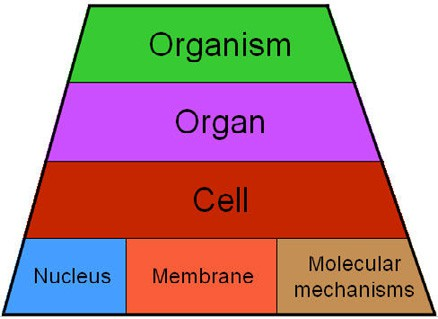 Organism
Organ
Cell
Nucleus
Membrane
Molecular
mechanisms